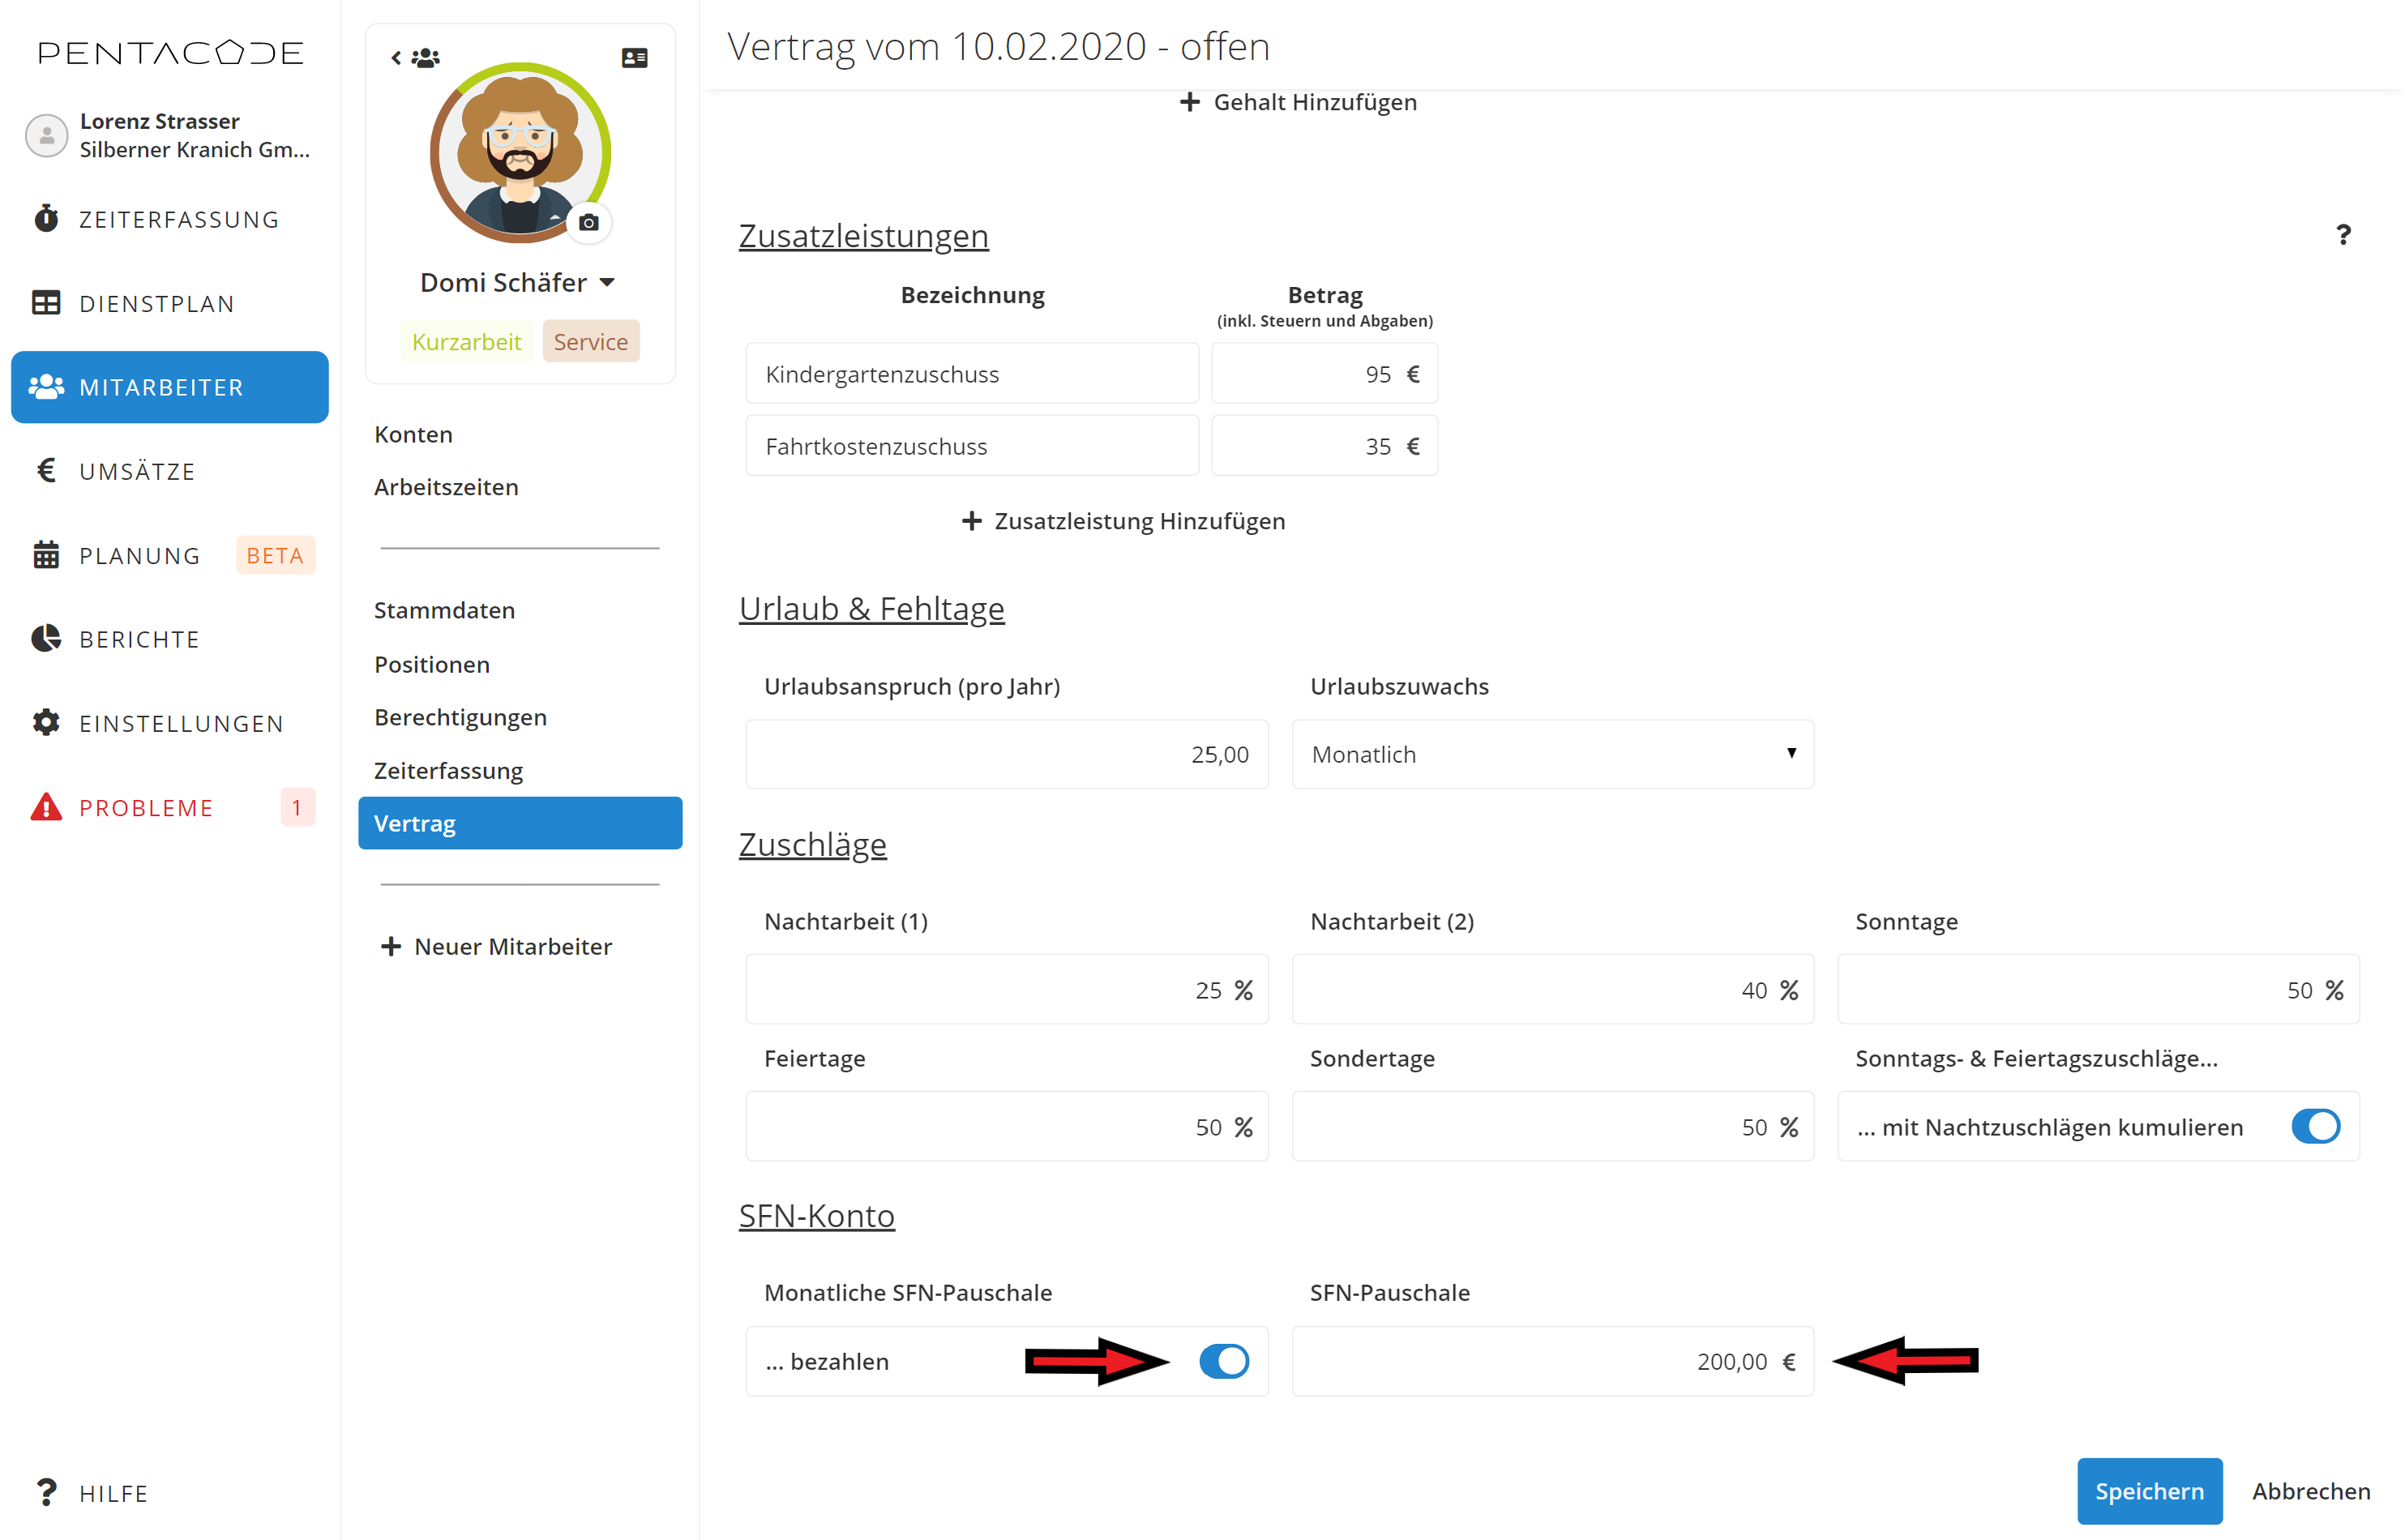 PENTACODE
Lorenz Strasser
Silberner Kranich Gm...
ZEITERFASSUNG
DIENSTPLAN
MITARBEITER
€ UMSÄTZE
PLANUNG BETA
BERICHTE
EINSTELLUNGEN
PROBLEME 1
? HILFE
Domi Schäfer
Kurzarbeit Service
Konten
Arbeitszeiten
Stammdaten
Positionen
Berechtigungen
Zeiterfassung
Vertrag
+ Neuer Mitarbeiter
Vertrag vom 10.02.2020 - offen
+ Gehalt Hinzufügen
Zusatzleistungen ?
Bezeichnung Betrag
(inkl. Steuern und Abgaben)
Kindergartenzuschuss 95 €
Fahrtkostenzuschuss 35 €
+ Zusatzleistung Hinzufügen
Urlaub & Fehltage
Urlaubsanspruch (pro Jahr) Urlaubszuwachs
25,00 Monatlich
Zuschläge
Nachtarbeit (1) Nachtarbeit (2) Sonntage
25 % 40 % 50 %
Feiertage Sondertage Sonntags- & Feiertagszuschläge...
50 % 50 % ... mit Nachtzuschlägen kumulieren
SFN-Konto
Monatliche SFN-Pauschale SFN-Pauschale
... bezahlen 200,00 €
Speichern Abbrechen